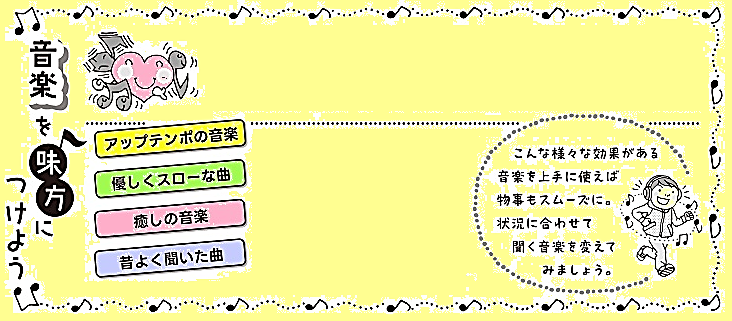 音楽を味方につけよう
アップテンポの音楽
優しくスローな曲
癒しの音楽
昔よく聞いた曲
こんな様々な効果がある
音楽を上手に使えば
物事もスムーズに。
状況に合わせて
聞く音楽を変えて
みましょう。